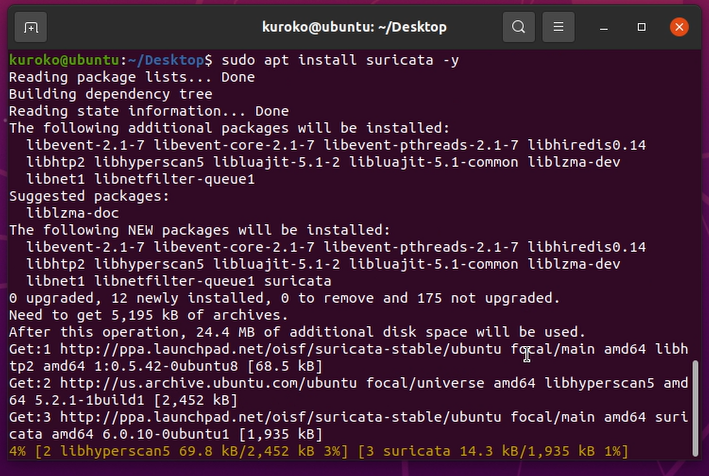 kuroko@ubuntu: ~/Desktop
kuroko@ubuntu:~/Desktop$ sudo apt install suricata -y
Reading package lists... Done
Building dependency tree
Reading state information... Done
The following additional packages will be installed:
  libevent-2.1-7 libevent-core-2.1-7 libevent-pthreads-2.1-7 libhiredis0.14
  libhtp2 libhyperscan5 libluajit-5.1-2 libluajit-5.1-common liblzma-dev
  libnet1 libnetfilter-queue1
Suggested packages:
  liblzma-doc
The following NEW packages will be installed:
  libevent-2.1-7 libevent-core-2.1-7 libevent-pthreads-2.1-7 libhiredis0.14
  libhtp2 libhyperscan5 libluajit-5.1-2 libluajit-5.1-common liblzma-dev
  libnet1 libnetfilter-queue1 suricata
0 upgraded, 12 newly installed, 0 to remove and 175 not upgraded.
Need to get 5,195 kB of archives.
After this operation, 24.4 MB of additional disk space will be used.
Get:1 http://ppa.launchpad.net/oisf/suricata-stable/ubuntu focal/main amd64 libh
tp2 amd64 1:0.5.42-0ubuntu8 [68.5 kB]
Get:2 http://us.archive.ubuntu.com/ubuntu focal/universe amd64 libhyperscan5 amd
64 5.2.1-1build1 [2,452 kB]
Get:3 http://ppa.launchpad.net/oisf/suricata-stable/ubuntu focal/main amd64 suri
cata amd64 6.0.10-0ubuntu1 [1,935 kB]
4% [2 libhyperscan5 69.8 kB/2,452 kB 3%] [3 suricata 14.3 kB/1,935 kB 1%]